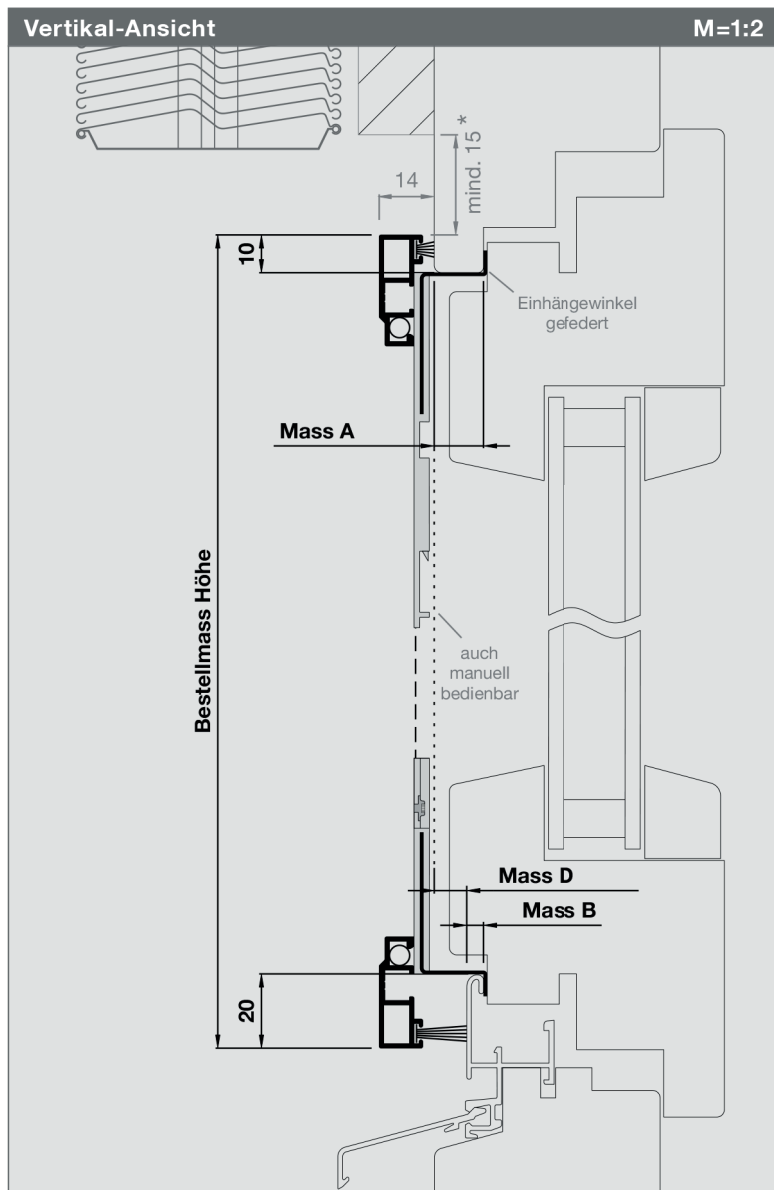 Vertikal-Ansicht M=1:2
mind. 15 *
14
10
Einhängewinkel
gefedert
Mass A
Bestellmass Höhe
auch
manuell
bedienbar
Mass D
Mass B
20